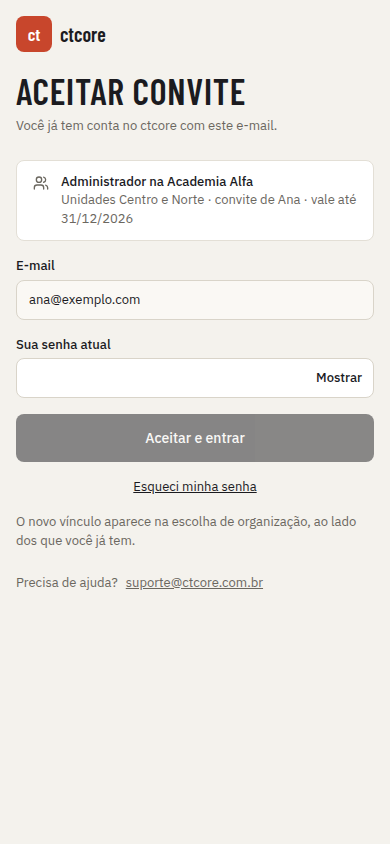 ct ctcore
ACEITAR CONVITE
Você já tem conta no ctcore com este e-mail.
Administrador na Academia Alfa
Unidades Centro e Norte · convite de Ana · vale até
31/12/2026
E-mail
ana@exemplo.com
Sua senha atual
Mostrar
Aceitar e entrar
Esqueci minha senha
O novo vínculo aparece na escolha de organização, ao lado
dos que você já tem.
Precisa de ajuda? suporte@ctcore.com.br